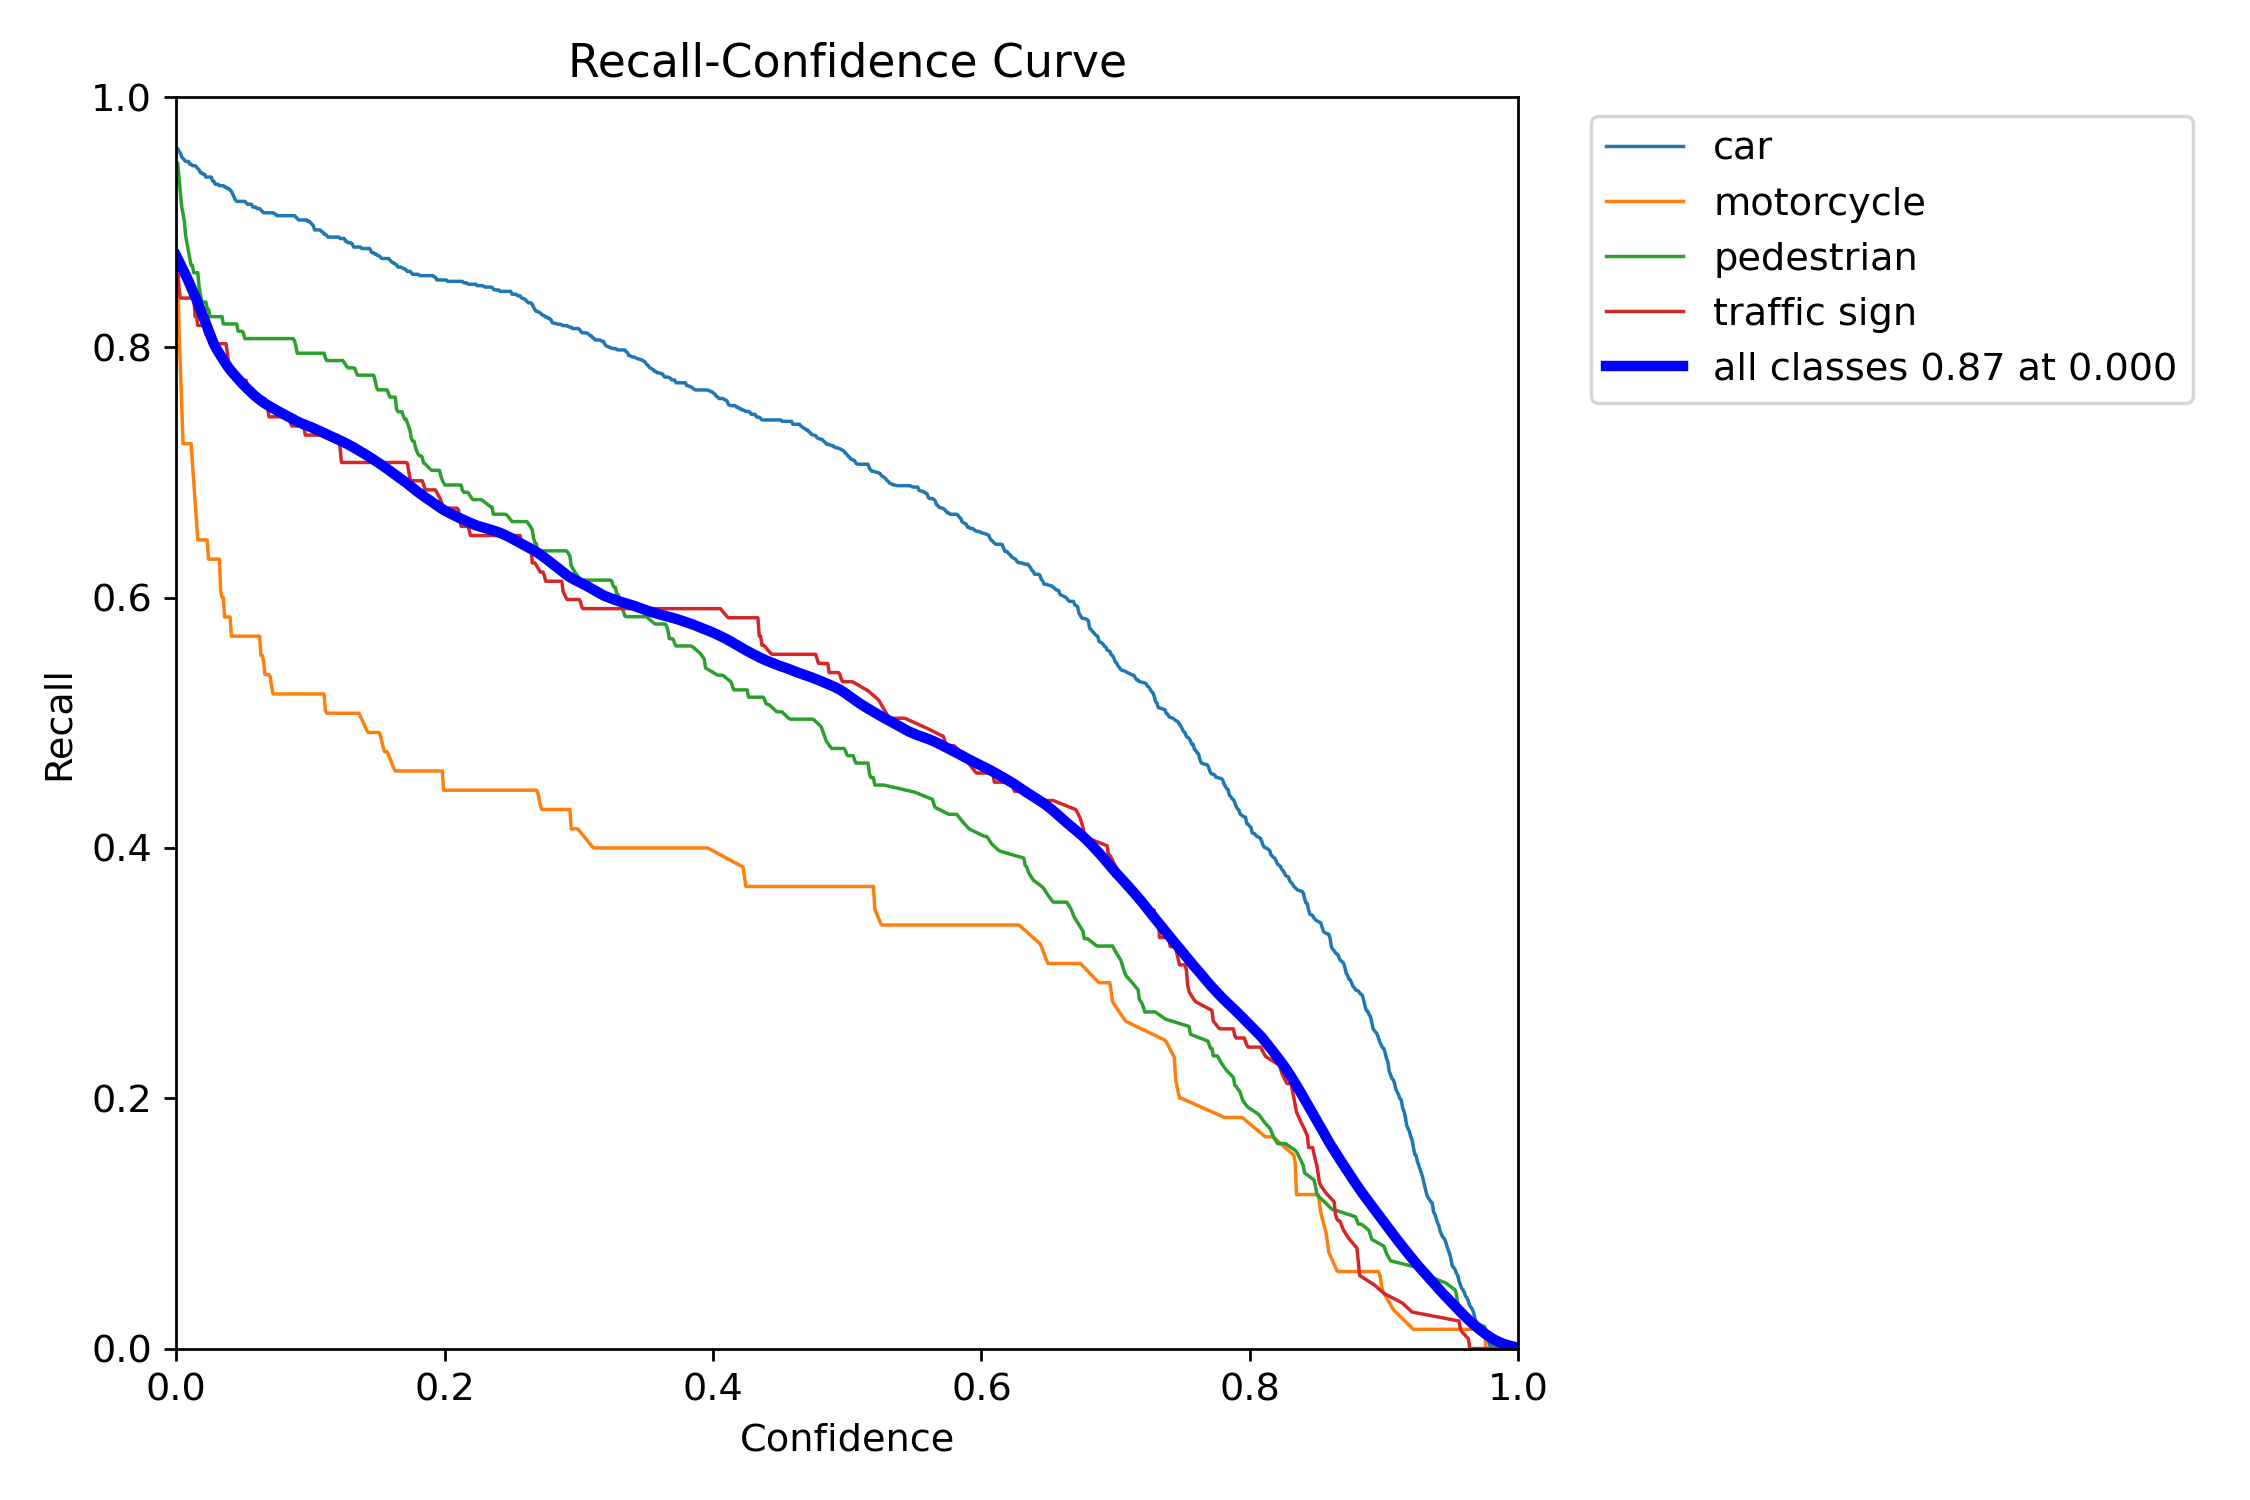 Recall-Confidence Curve
1.0
0.8
0.6
0.4
0.2
0.0
Recall
0.0 0.2 0.4 0.6 0.8 1.0
Confidence
car
motorcycle
pedestrian
traffic sign
all classes 0.87 at 0.000